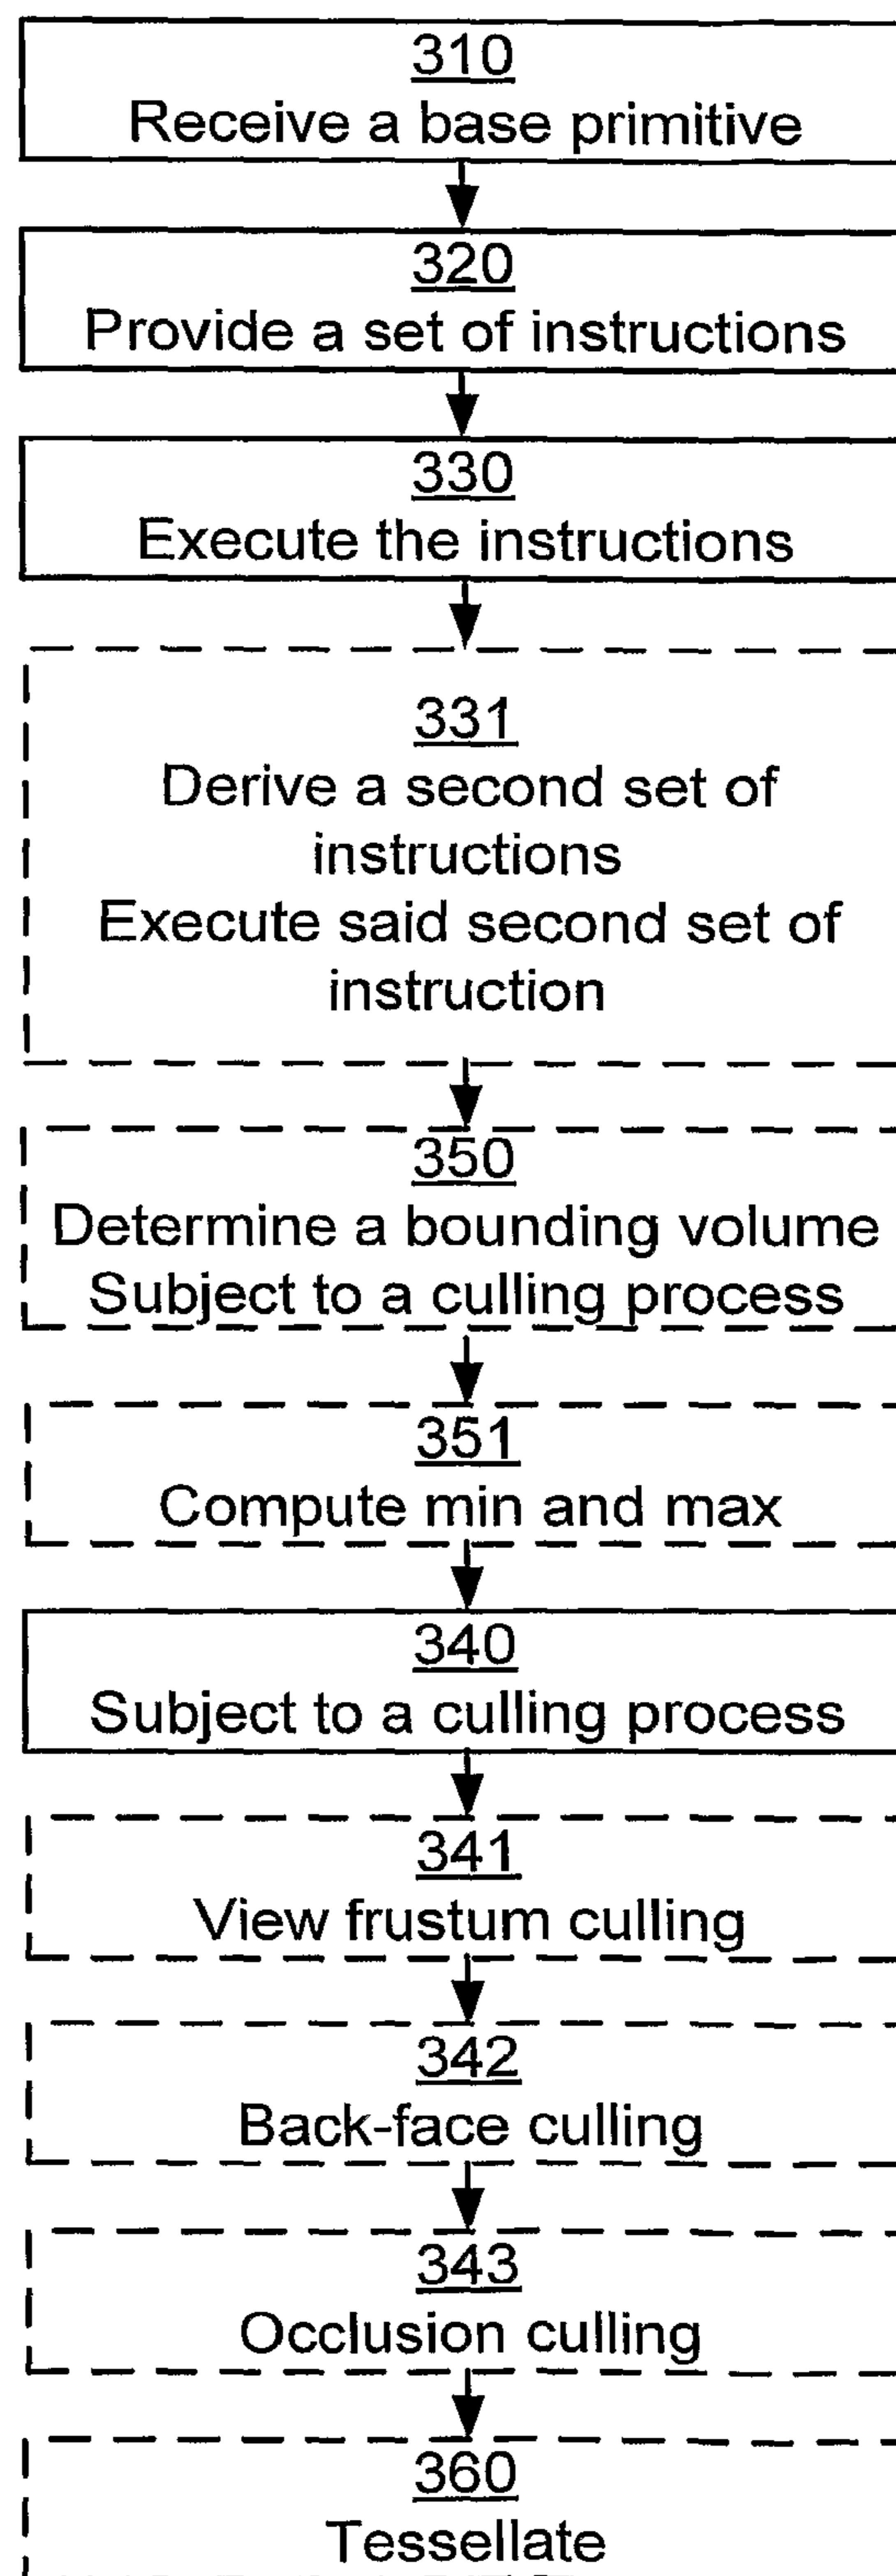 310
Receive a base primitive
320
Provide a set of instructions
330
Execute the instructions
331
Derive a second set of
instructions
Execute said second set of
instruction
350
Determine a bounding volume
Subject to a culling process
351
Compute min and max
340
Subject to a culling process
341
View frustum culling
342
Back-face culling
343
Occlusion culling
360
Tessellate